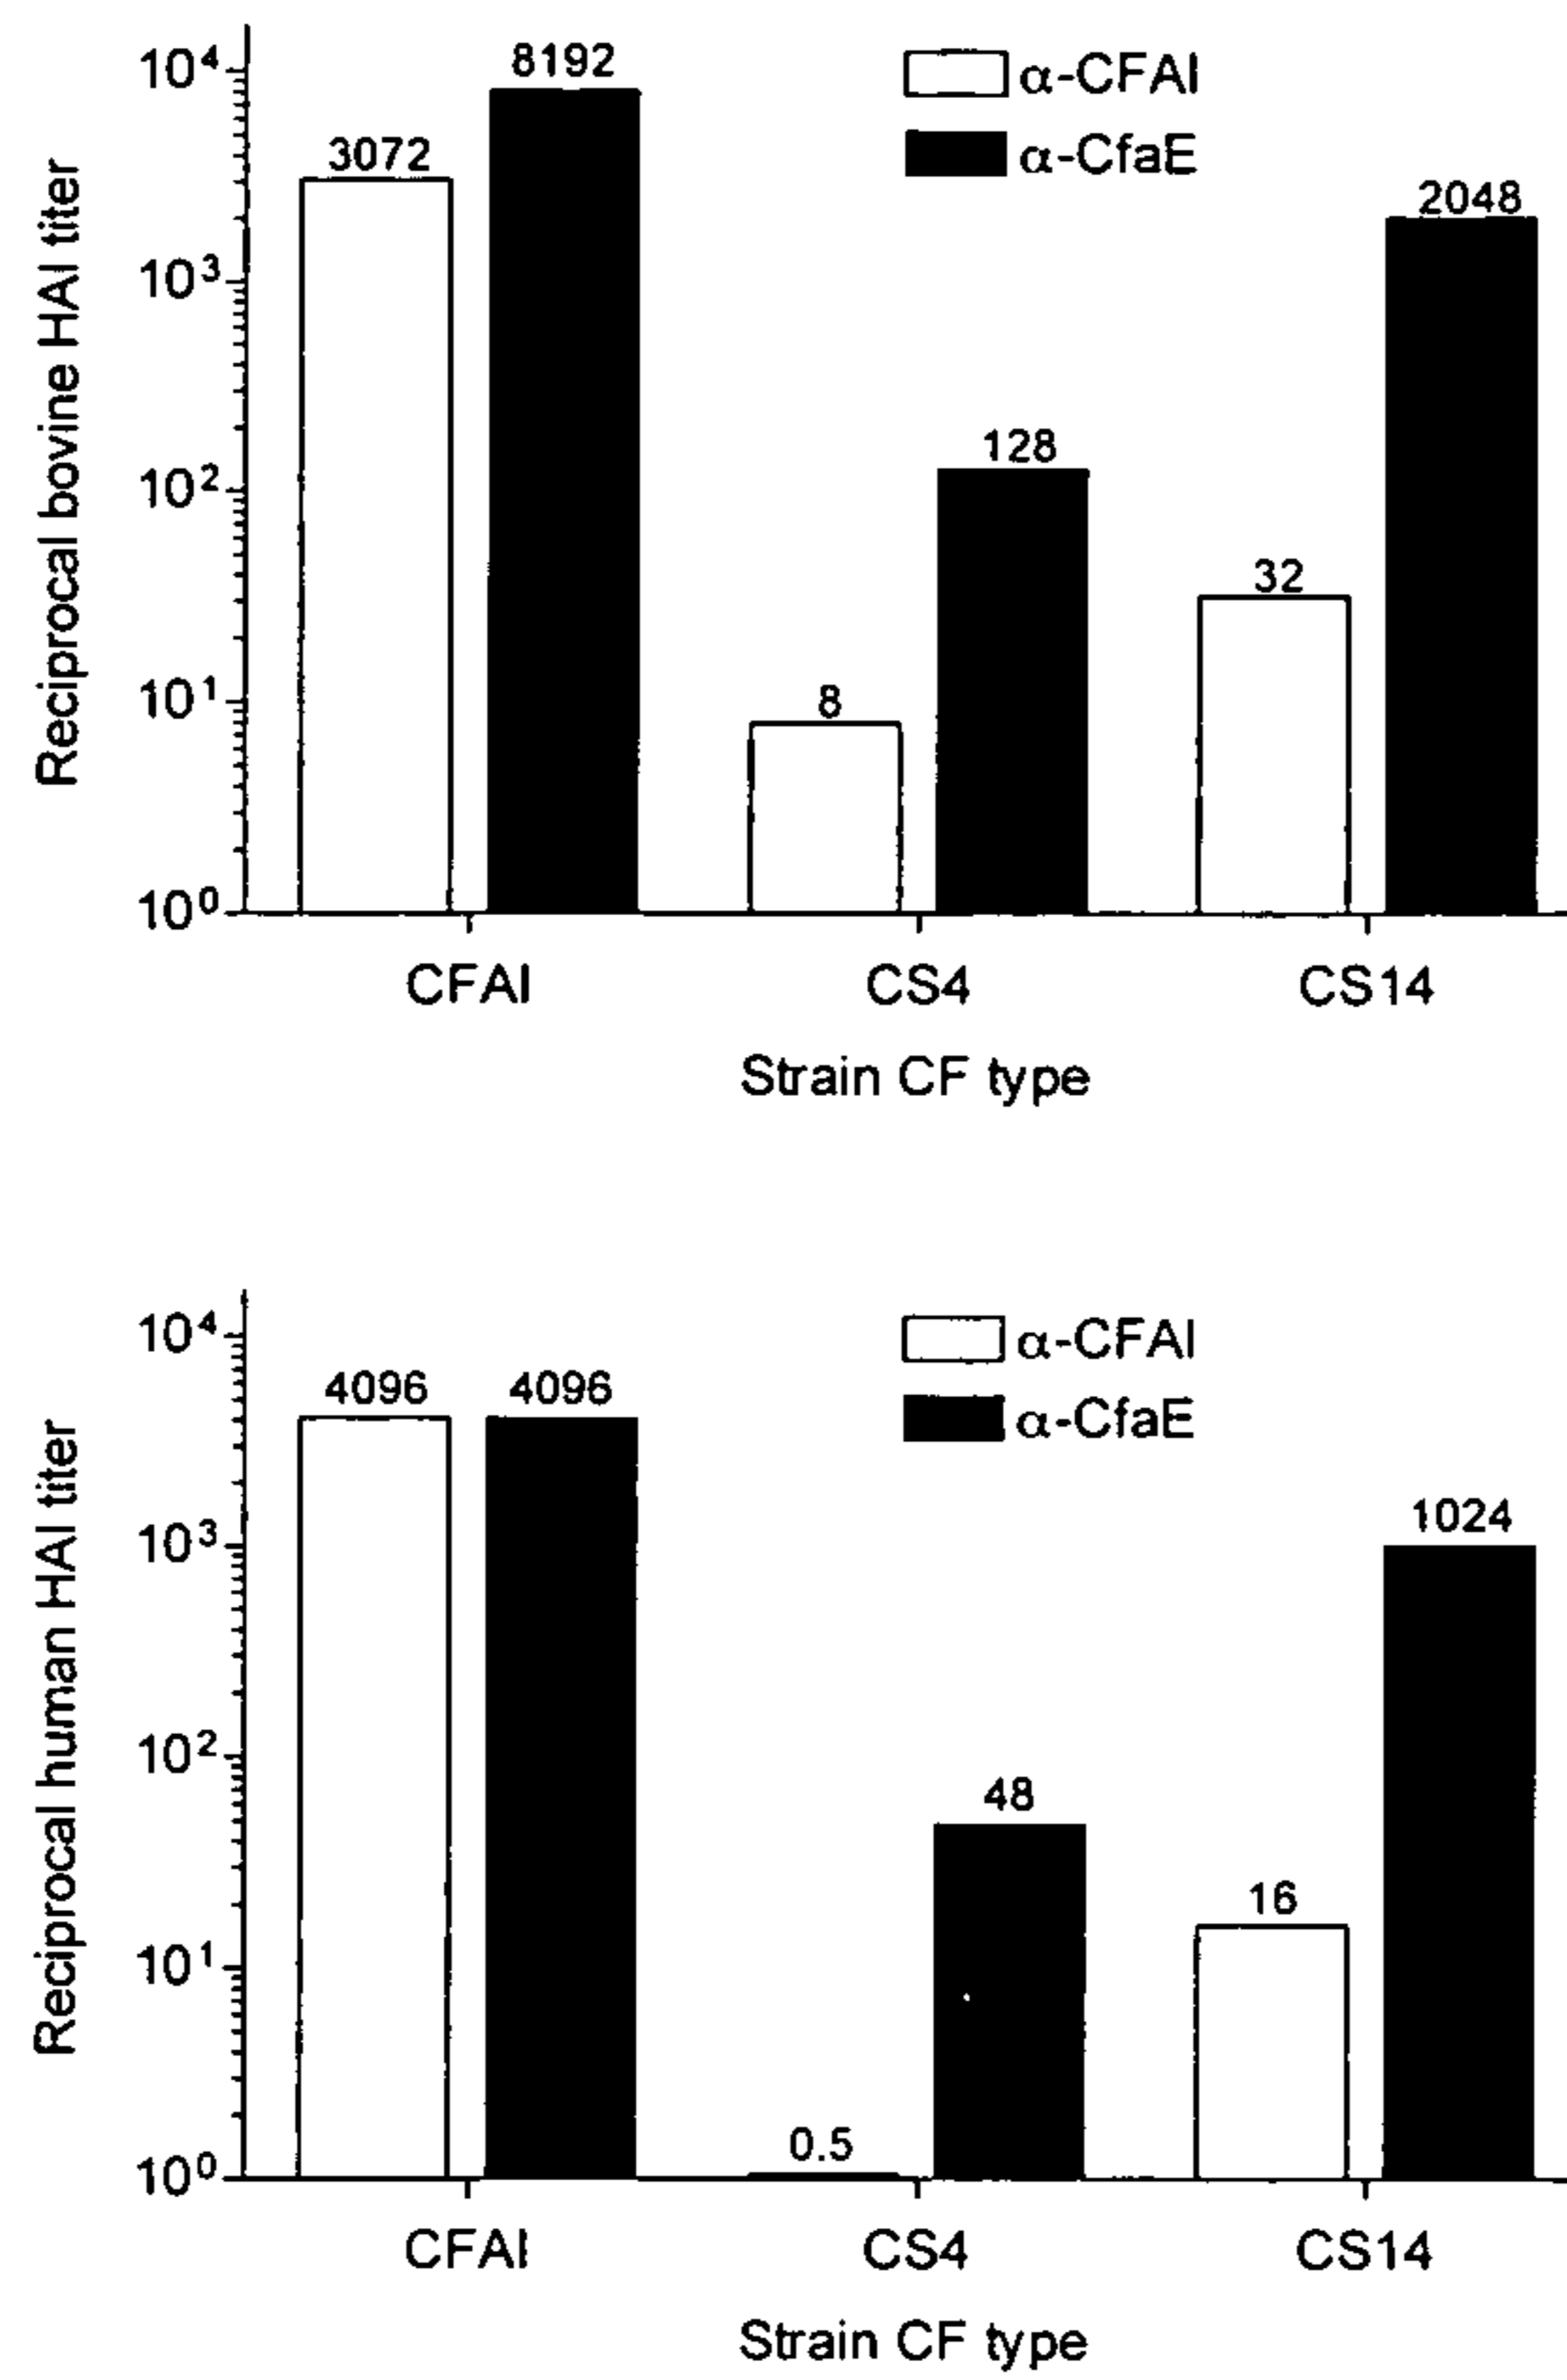 Reciprocal bovine HAI titer
10⁴
10³
10²
10¹
10⁰
α-CFAI
α-CfaE
3072
8192
8
128
32
2048
CFAI
CS4
CS14
Strain CF type
Reciprocal human HAI titer
10⁴
10³
10²
10¹
10⁰
α-CFAI
α-CfaE
4096
4096
0.5
48
16
1024
CFAI
CS4
CS14
Strain CF type